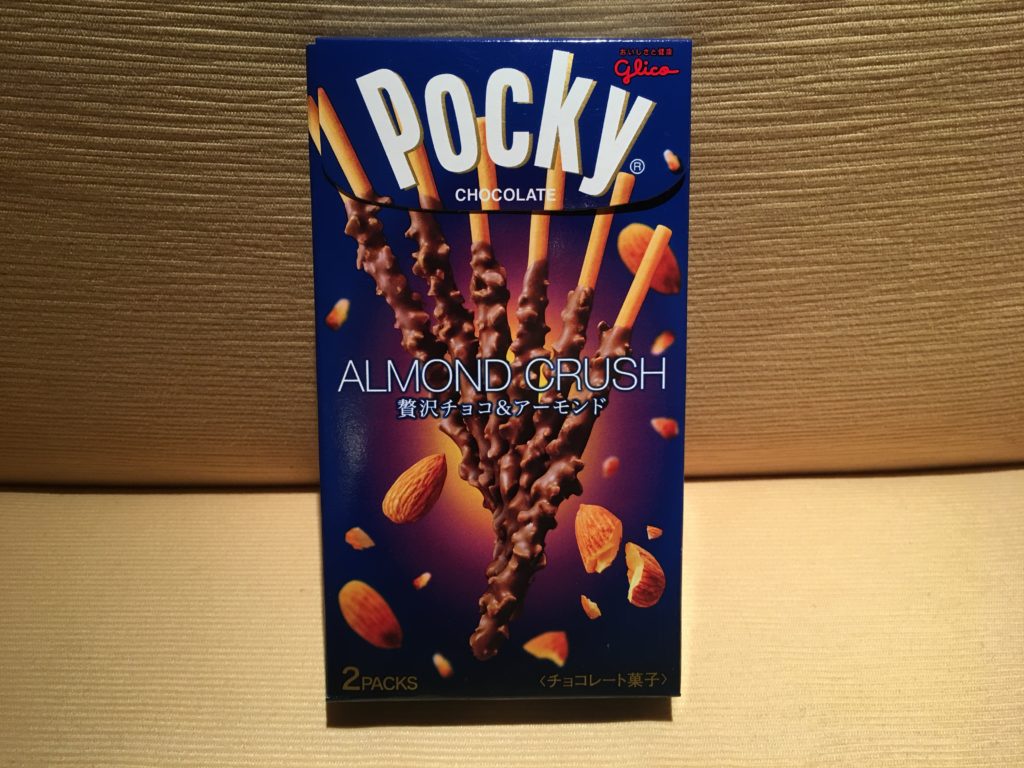 おいしさと健康
Glico
Pocky®
CHOCOLATE
ALMOND CRUSH
贅沢チョコ&アーモンド
2PACKS
〈チョコレート菓子〉